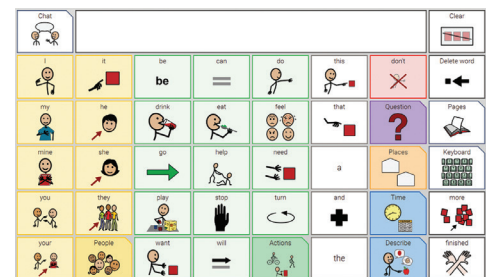 Chat Clear
I it be can do this don't Delete word
be
my he drink eat feel that Question Pages
?
mine she go help need Places Keyboard
a
you they play stop turn and Time more
your People want will Actions Describe finished
the